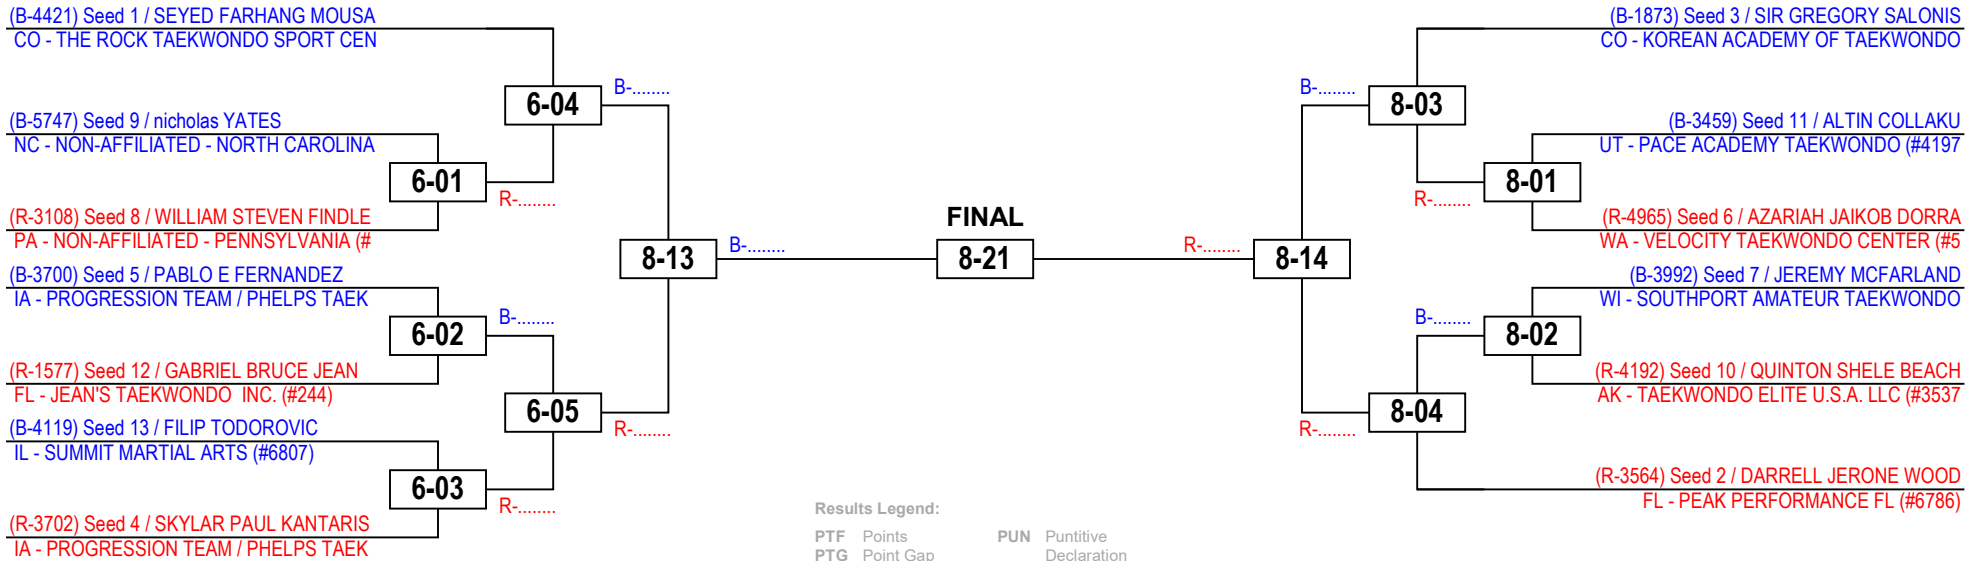 (B-4421) Seed 1 / SEYED FARHANG MOUSA
CO - THE ROCK TAEKWONDO SPORT CEN
(B-5747) Seed 9 / nicholas YATES
NC - NON-AFFILIATED - NORTH CAROLINA
(R-3108) Seed 8 / WILLIAM STEVEN FINDLE
PA - NON-AFFILIATED - PENNSYLVANIA (#
(B-3700) Seed 5 / PABLO E FERNANDEZ
IA - PROGRESSION TEAM / PHELPS TAEK
(R-1577) Seed 12 / GABRIEL BRUCE JEAN
FL - JEAN'S TAEKWONDO  INC. (#244)
(B-4119) Seed 13 / FILIP TODOROVIC
IL - SUMMIT MARTIAL ARTS (#6807)
(R-3702) Seed 4 / SKYLAR PAUL KANTARIS
IA - PROGRESSION TEAM / PHELPS TAEK
6-01
6-02
6-03
R-........
B-........
R-........
6-04
6-05
B-........
R-........
8-13
B-........
FINAL
8-21
R-........
8-14
B-........
R-........
8-03
8-04
R-........
B-........
8-01
8-02
(B-1873) Seed 3 / SIR GREGORY SALONIS
CO - KOREAN ACADEMY OF TAEKWONDO
(B-3459) Seed 11 / ALTIN COLLAKU
UT - PACE ACADEMY TAEKWONDO (#4197
(R-4965) Seed 6 / AZARIAH JAIKOB DORRA
WA - VELOCITY TAEKWONDO CENTER (#5
(B-3992) Seed 7 / JEREMY MCFARLAND
WI - SOUTHPORT AMATEUR TAEKWONDO
(R-4192) Seed 10 / QUINTON SHELE BEACH
AK - TAEKWONDO ELITE U.S.A. LLC (#3537
(R-3564) Seed 2 / DARRELL JERONE WOOD
FL - PEAK PERFORMANCE FL (#6786)
Results Legend:
PTF Points PUN Puntitive
PTG Point Gap Declaration